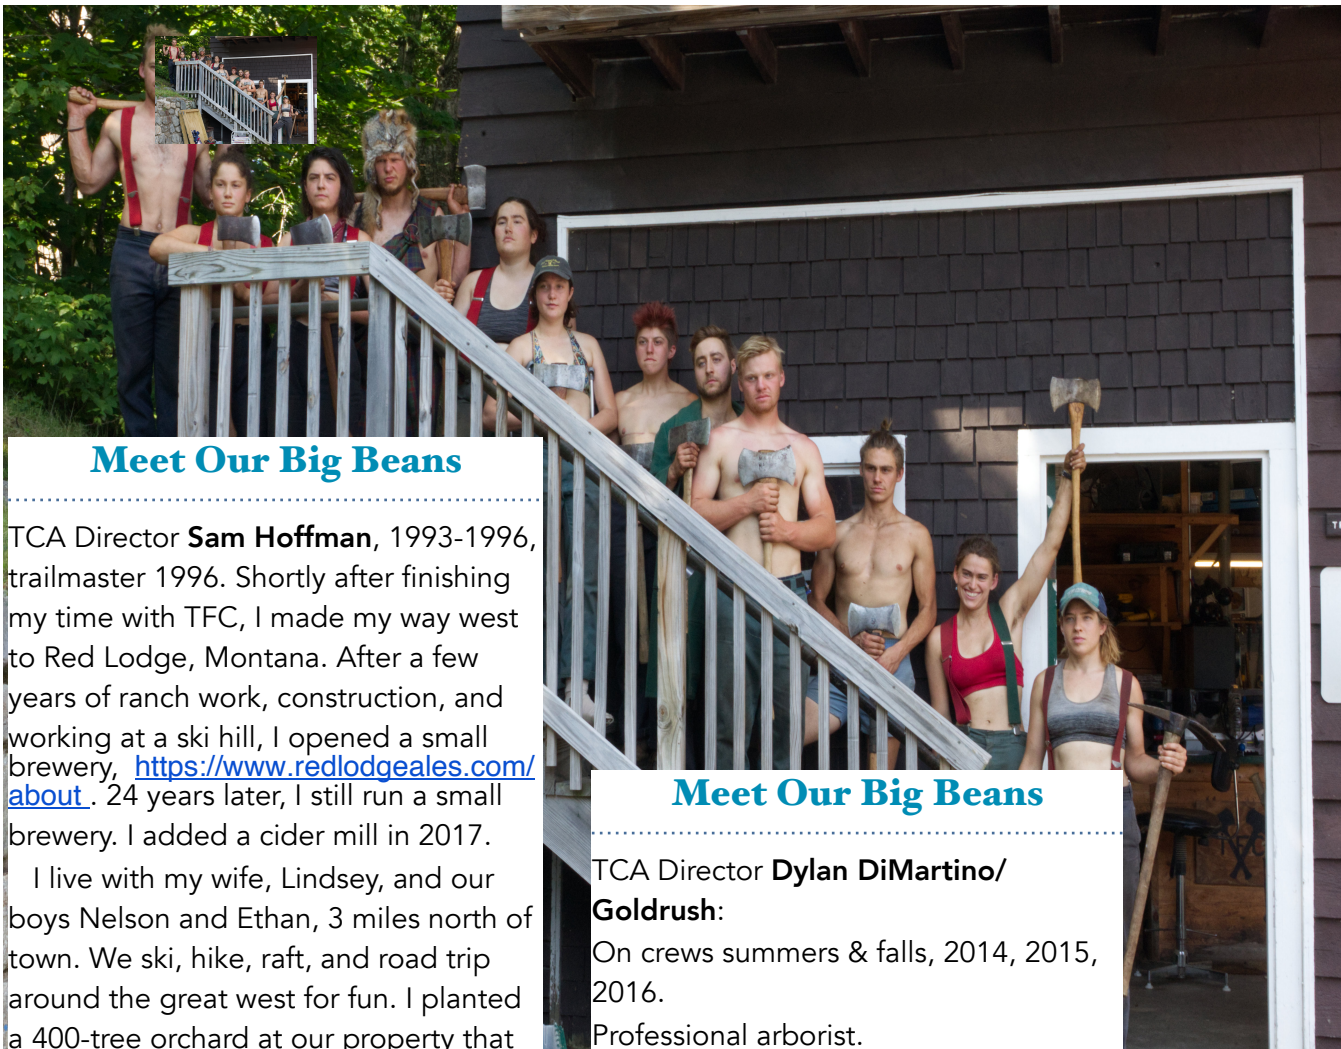 Meet Our Big Beans
TCA Director Sam Hoffman, 1993-1996,
trailmaster 1996. Shortly after finishing
my time with TFC, I made my way west
to Red Lodge, Montana. After a few
years of ranch work, construction, and
working at a ski hill, I opened a small
brewery, https://www.redlodgeales.com/
about . 24 years later, I still run a small
brewery. I added a cider mill in 2017.
I live with my wife, Lindsey, and our
boys Nelson and Ethan, 3 miles north of
town. We ski, hike, raft, and road trip
around the great west for fun. I planted
a 400-tree orchard at our property that
Meet Our Big Beans
TCA Director Dylan DiMartino/
Goldrush:
On crews summers & falls, 2014, 2015,
2016.
Professional arborist.